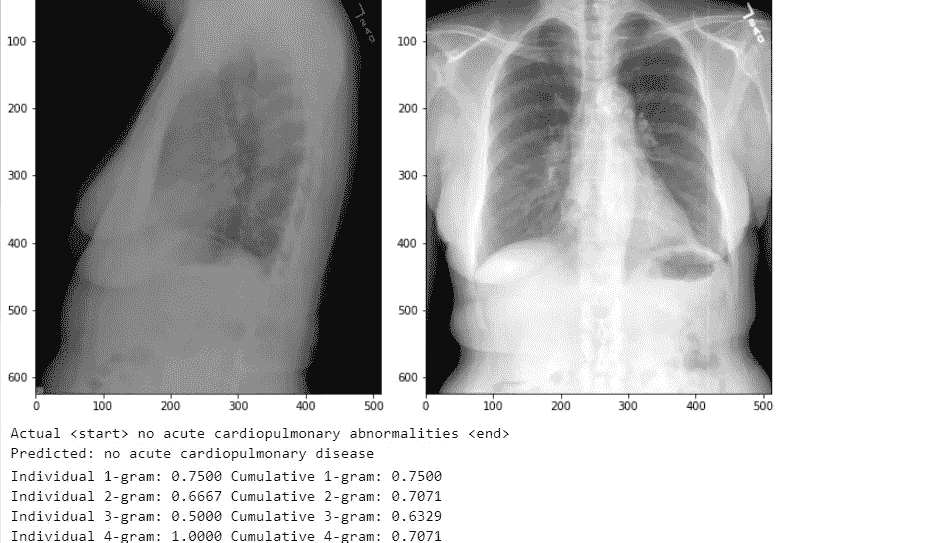 100
200
300
400
500
600
0 100 200 300 400 500
100
200
300
400
500
600
0 100 200 300 400 500
Actual <start> no acute cardiopulmonary abnormalities <end>
Predicted: no acute cardiopulmonary disease
Individual 1-gram: 0.7500 Cumulative 1-gram: 0.7500
Individual 2-gram: 0.6667 Cumulative 2-gram: 0.7071
Individual 3-gram: 0.5000 Cumulative 3-gram: 0.6329
Individual 4-gram: 1.0000 Cumulative 4-gram: 0.7071